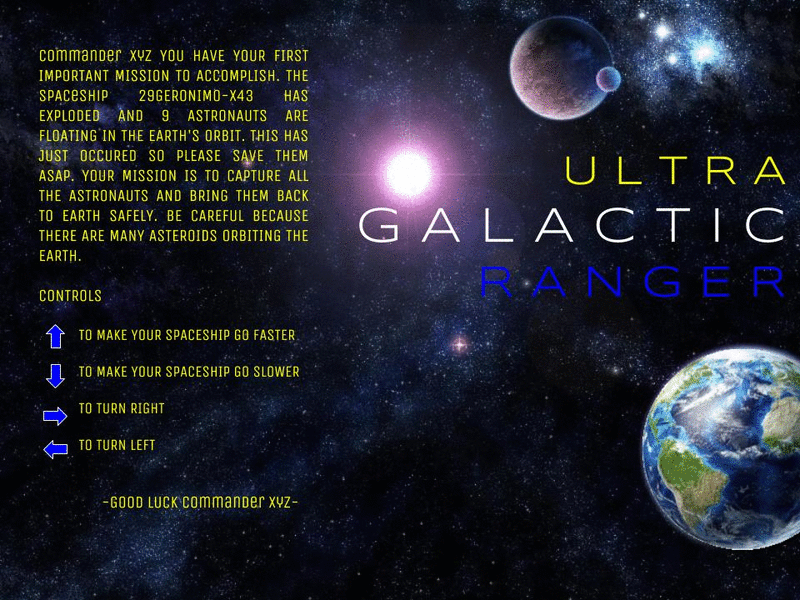 Commander XYZ YOU HAVE YOUR FIRST
IMPORTANT MISSION TO ACCOMPLISH. THE
SPACESHIP 29GERONIMO-X43 HAS
EXPLODED AND 9 ASTRONAUTS ARE
FLOATING IN THE EARTH'S ORBIT. THIS HAS
JUST OCCURED SO PLEASE SAVE THEM
ASAP. YOUR MISSION IS TO CAPTURE ALL
THE ASTRONAUTS AND BRING THEM BACK
TO EARTH SAFELY. BE CAREFUL BECAUSE
THERE ARE MANY ASTEROIDS ORBITING THE
EARTH.
CONTROLS
TO MAKE YOUR SPACESHIP GO FASTER
TO MAKE YOUR SPACESHIP GO SLOWER
TO TURN RIGHT
TO TURN LEFT
-GOOD LUCK Commander XYZ-
ULTRA
GALACTIC
RANGER